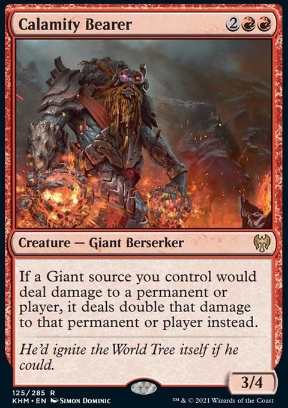 Calamity Bearer 2
Creature — Giant Berserker
If a Giant source you control would
deal damage to a permanent or
player, it deals double that damage
to that permanent or player instead.
He'd ignite the World Tree itself if he
could.
125/285 R
KHM • EN SIMON DOMINIC
3/4
™ & © 2021 Wizards of the Coast